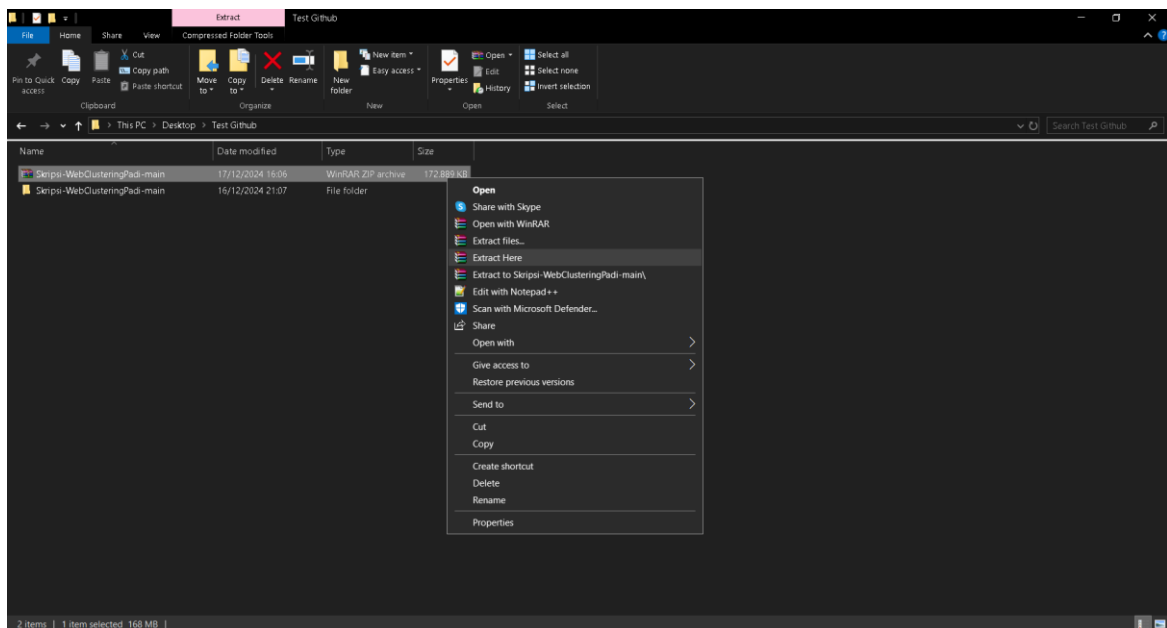 Extract Test Github
File Home Share View Compressed Folder Tools
Pin to Quick access
Copy
Paste
Cut
Copy path
Paste shortcut
Clipboard
Move to
Copy to
Delete
Rename
Organize
New folder
New item
Easy access
New
Properties
Open
Edit
History
Open
Select all
Select none
Invert selection
Select
This PC > Desktop > Test Github
Search Test Github
Name Date modified Type Size
Skripsi-WebClusteringPadi-main 17/12/2024 16:06 WinRAR ZIP archive 172.889 KB
Skripsi-WebClusteringPadi-main 16/12/2024 21:07 File folder
Open
Share with Skype
Open with WinRAR
Extract files...
Extract Here
Extract to Skripsi-WebClusteringPadi-main\
Edit with Notepad++
Scan with Microsoft Defender...
Share
Open with
Give access to
Restore previous versions
Send to
Cut
Copy
Create shortcut
Delete
Rename
Properties
2 items | 1 item selected 168 MB |